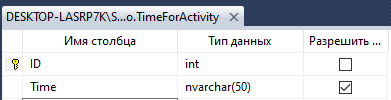 DESKTOP-LASRP7K\S...o.TimeForActivity
Имя столбца Тип данных Разрешить ...
ID int
Time nvarchar(50)